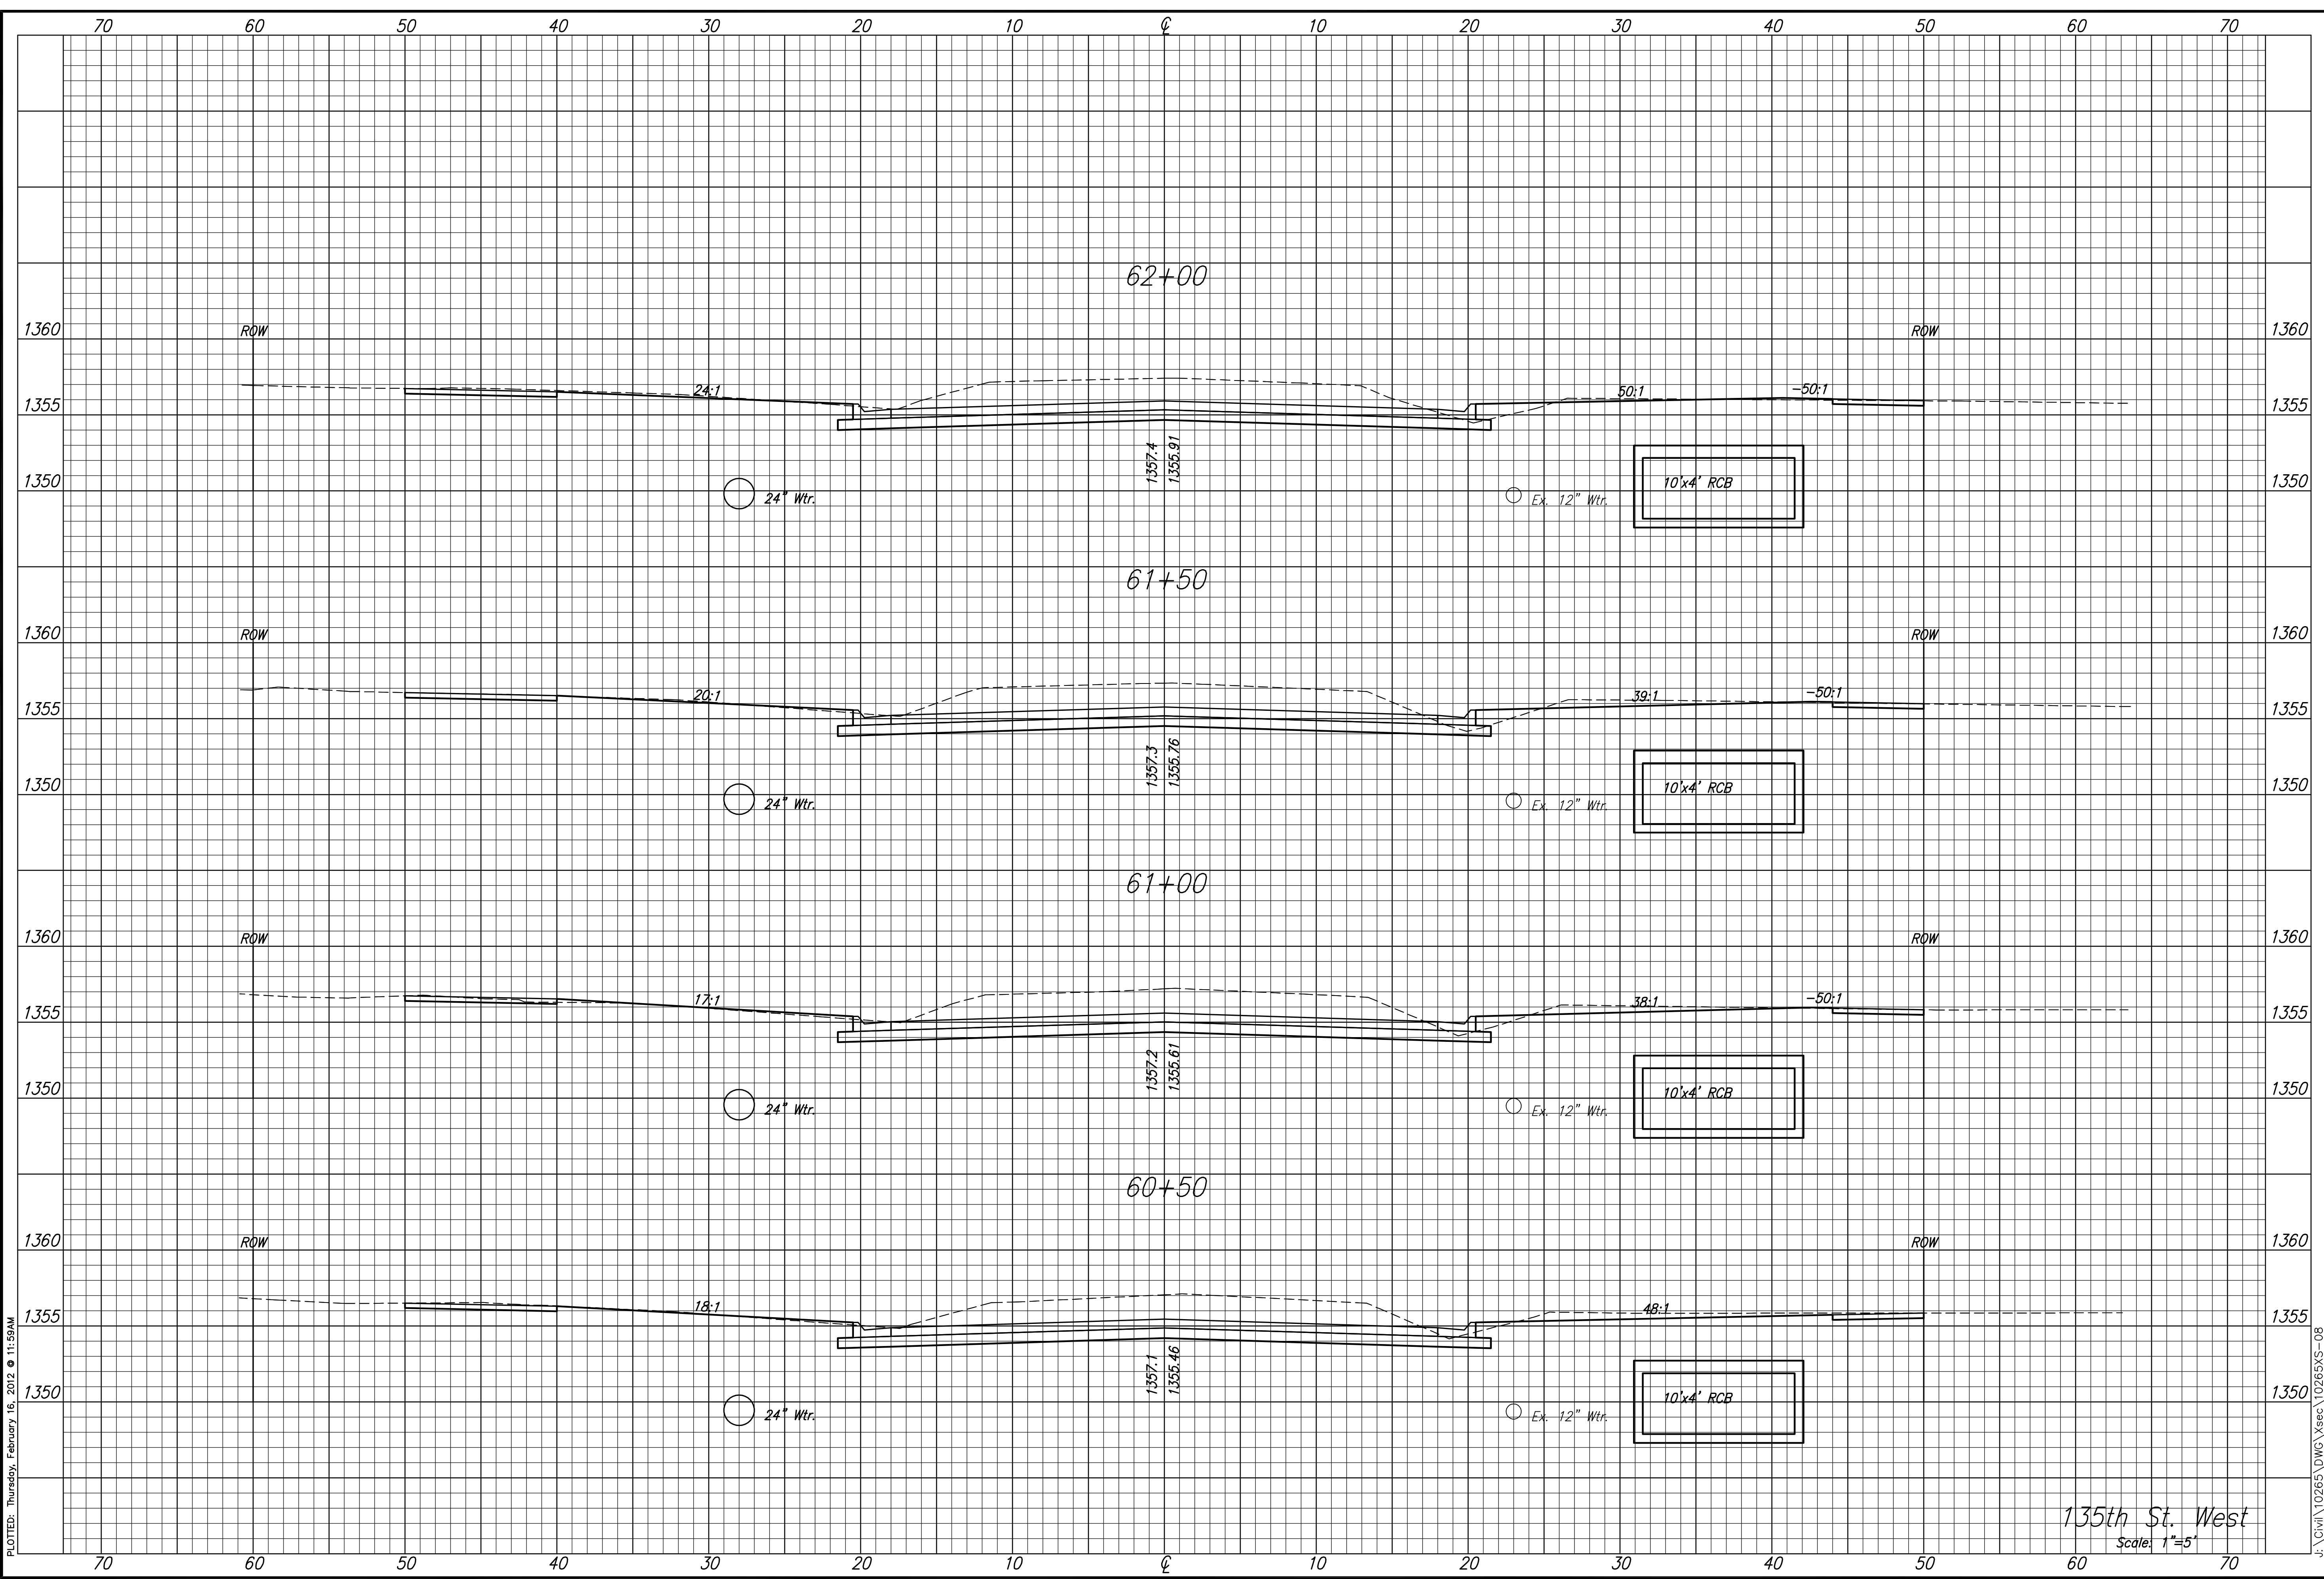 70 60 50 40 30 20 10 ℄ 10 20 30 40 50 60 70
62+00
1360 ROW ROW 1360
24:1 50:1 -50:1
1355 1355
1357.4
1355.91
1350 24" Wtr. Ex. 12" Wtr. 10'x4' RCB 1350
61+50
1360 ROW ROW 1360
20:1 39:1 -50:1
1355 1355
1357.3
1355.76
1350 24" Wtr. Ex. 12" Wtr. 10'x4' RCB 1350
61+00
1360 ROW ROW 1360
17:1 38:1 -50:1
1355 1355
1357.2
1355.61
1350 24" Wtr. Ex. 12" Wtr. 10'x4' RCB 1350
60+50
1360 ROW ROW 1360
18:1 48:1
1355 1355
1357.1
1355.46
1350 24" Wtr. Ex. 12" Wtr. 10'x4' RCB 1350
135th St. West
Scale: 1"=5'
70 60 50 40 30 20 10 ℄ 10 20 30 40 50 60 70
PLOTTED: Thursday, February 16, 2012 @ 11:59AM
J:\Civil\10265\DWG\Xsec\10265XS-08